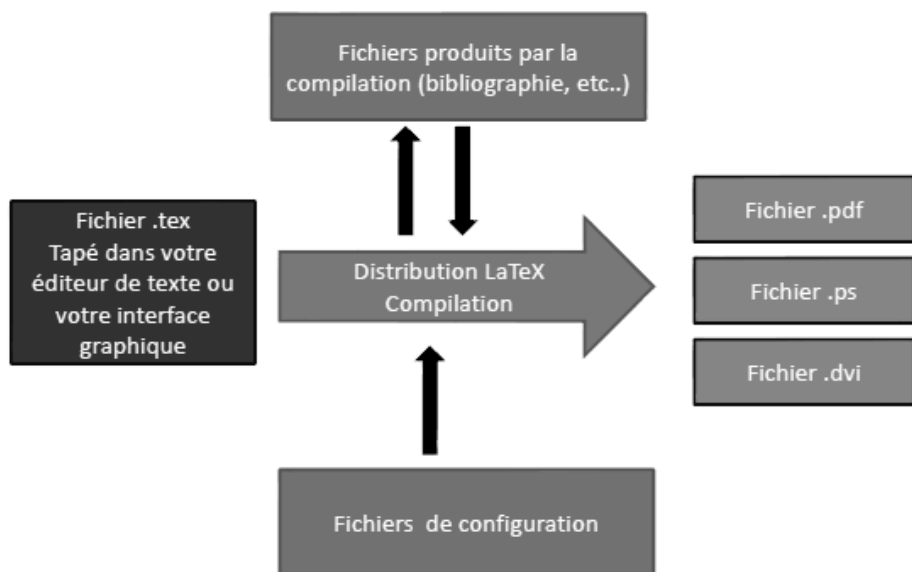 Fichiers produits par la
compilation (bibliographie, etc..)
Fichier .tex
Tapé dans votre
éditeur de texte ou
votre interface
graphique
Distribution LaTeX
Compilation
Fichier .pdf
Fichier .ps
Fichier .dvi
Fichiers de configuration